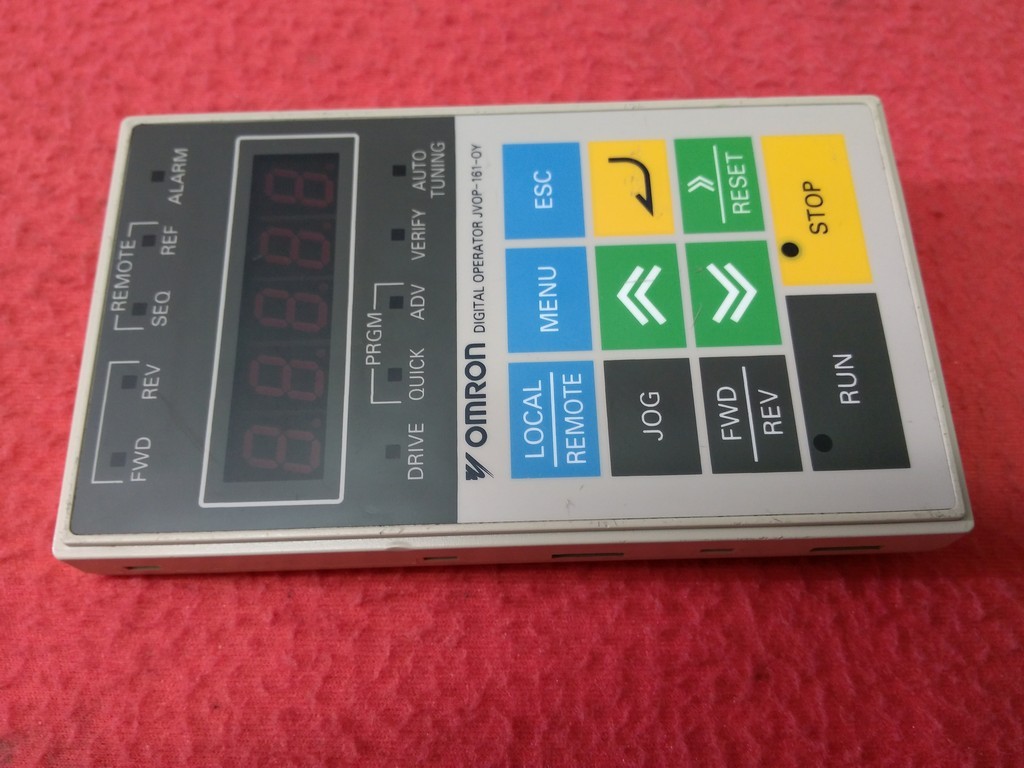 REMOTE
FWD REV SEQ REF ALARM
8.8.8.8.8
PRGM
DRIVE QUICK ADV VERIFY AUTO
TUNING
OMRON DIGITAL OPERATOR JVOP-161-OY
LOCAL MENU ESC
REMOTE
JOG
FWD RESET
REV
RUN STOP